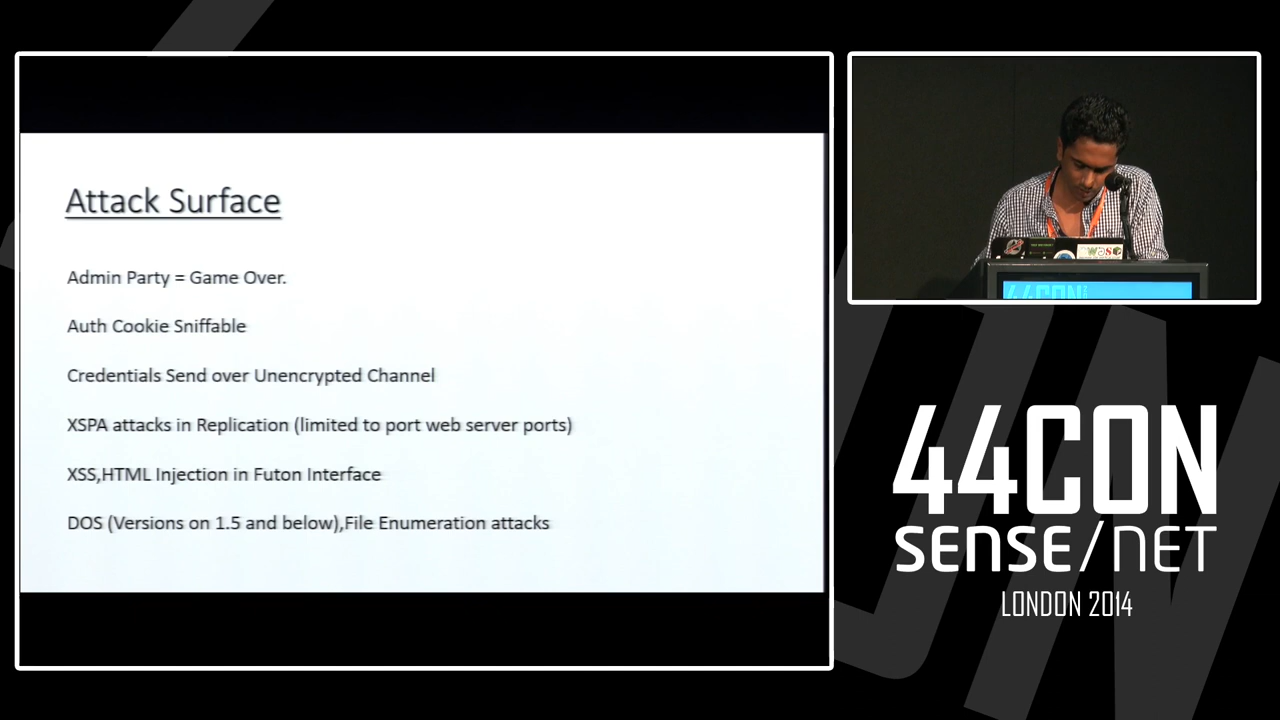 Attack Surface
Admin Party = Game Over.
Auth Cookie Sniffable
Credentials Send over Unencrypted Channel
XSPA attacks in Replication (limited to port web server ports)
XSS,HTML Injection in Futon Interface
DOS (Versions on 1.5 and below),File Enumeration attacks
44CON
44CON
SENSE/NET
LONDON 2014